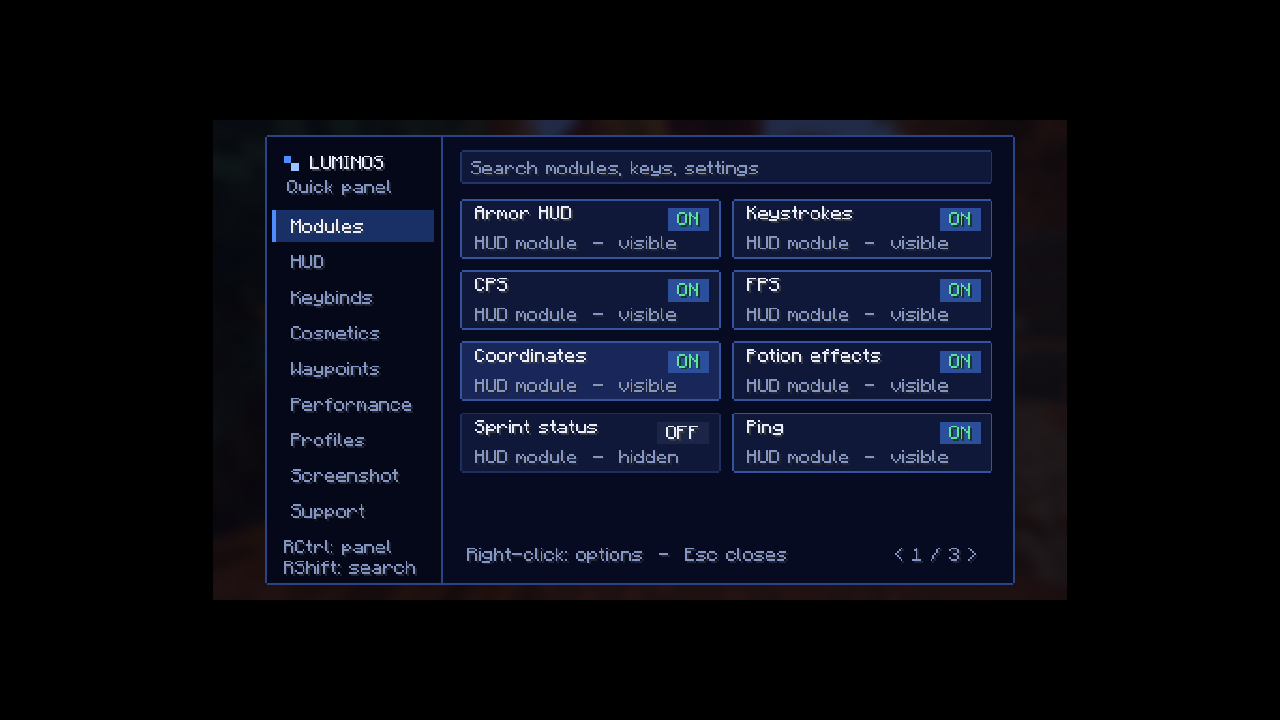 LUMINOS
Quick panel
Modules
HUD
Keybinds
Cosmetics
Waypoints
Performance
Profiles
Screenshot
Support
RCtrl: panel
RShift: search
Search modules, keys, settings
Armor HUD ON
HUD module - visible
Keystrokes ON
HUD module - visible
CPS ON
HUD module - visible
FPS ON
HUD module - visible
Coordinates ON
HUD module - visible
Potion effects ON
HUD module - visible
Sprint status OFF
HUD module - hidden
Ping ON
HUD module - visible
Right-click: options - Esc closes
< 1 / 3 >